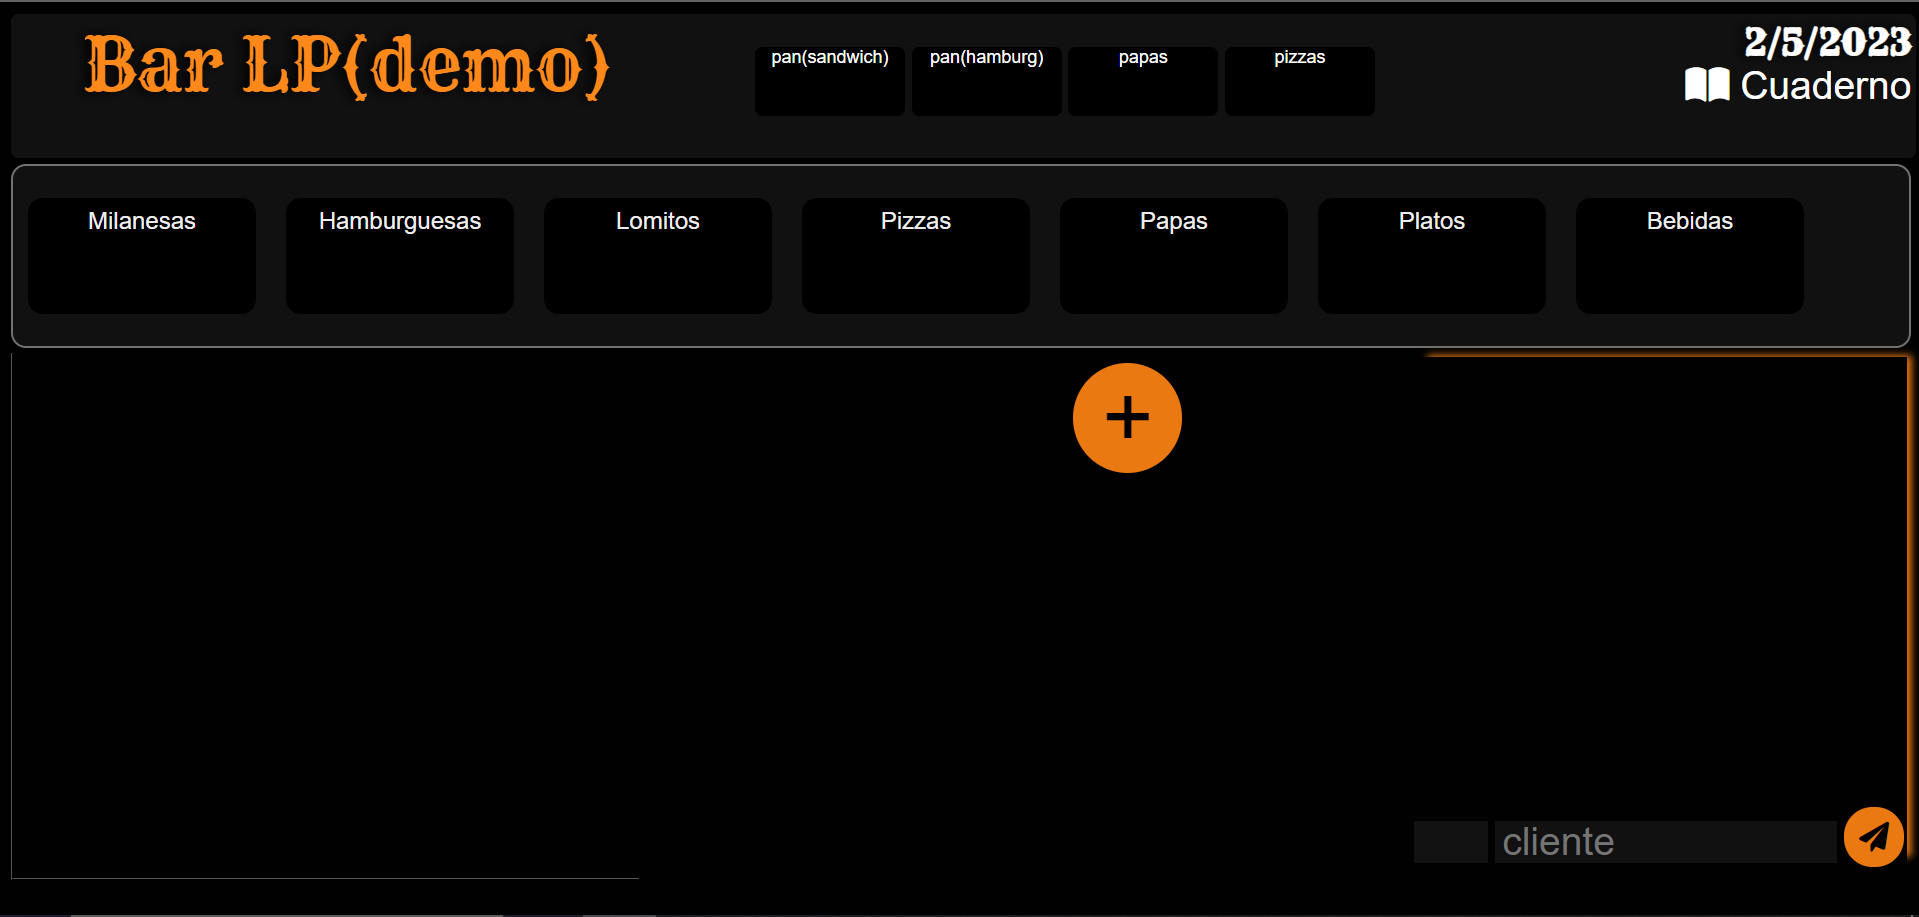 Bar LP(demo)
pan(sandwich) pan(hamburg) papas pizzas
2/5/2023
Cuaderno
Milanesas Hamburguesas Lomitos Pizzas Papas Platos Bebidas
+
cliente